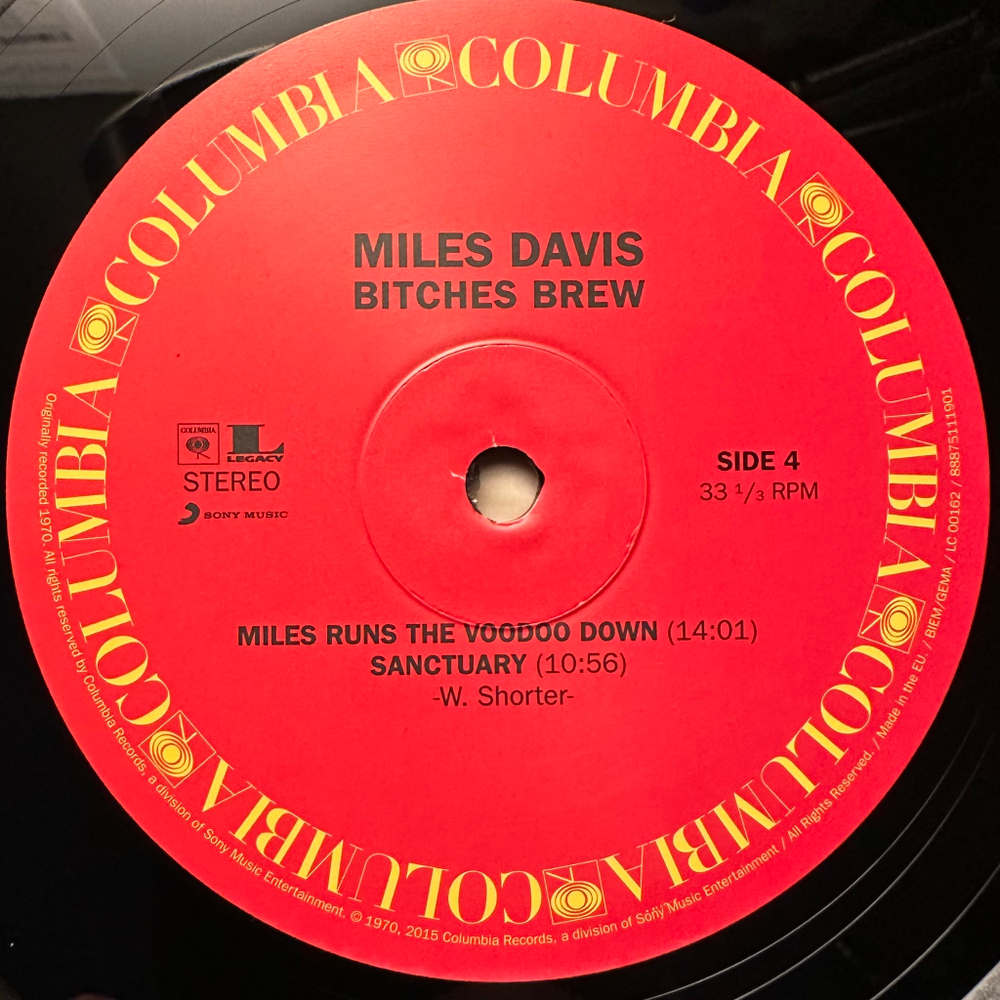 COLUMBIA COLUMBIA COLUMBIA COLUMBIA COLUMBIA COLUMBIA
MILES DAVIS
BITCHES BREW
COLUMBIA
L
LEGACY
STEREO
SONY MUSIC
SIDE 4
33 1/3 RPM
MILES RUNS THE VOODOO DOWN (14:01)
SANCTUARY (10:56)
-W. Shorter-
Originally recorded 1970. All rights reserved by Columbia Records, a division of Sony Music Entertainment. © 1970, 2015 Columbia Records, a division of Sony Music Entertainment / All Rights Reserved. / Made in the EU. / BIEM/GEMA / LC 00162 / 88875111901